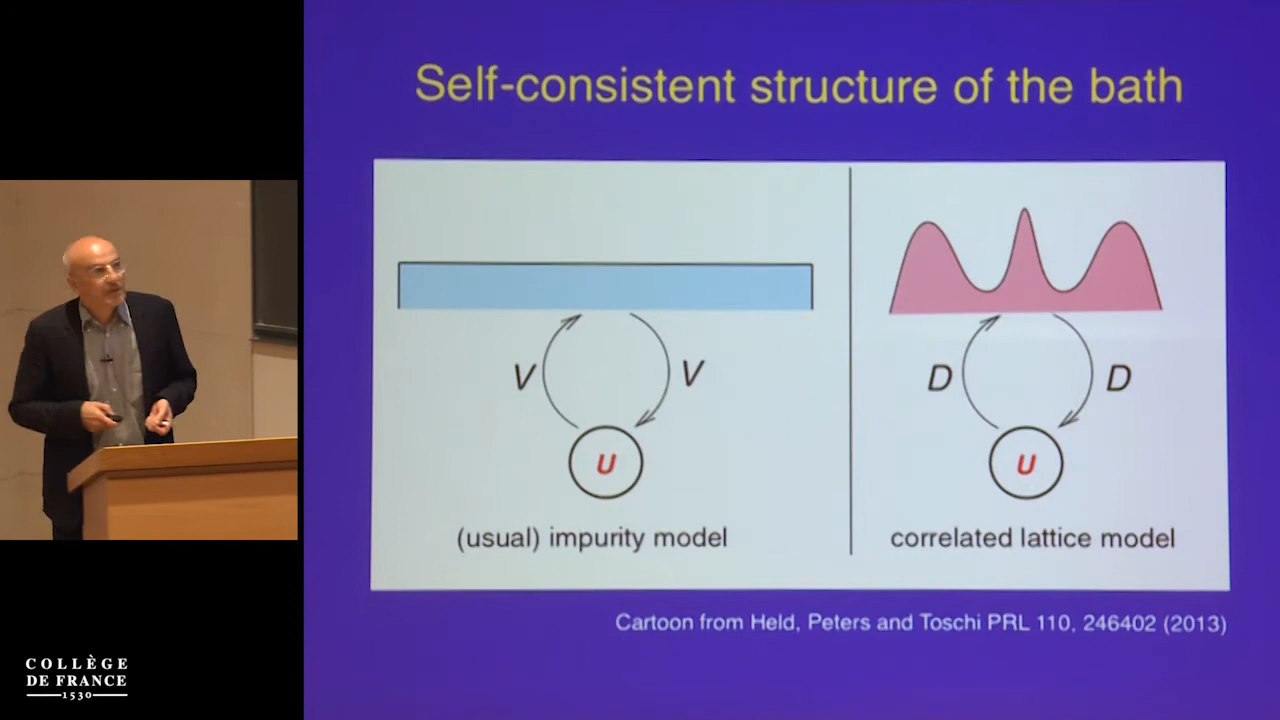 Self-consistent structure of the bath
V
V
U
(usual) impurity model
D
D
U
correlated lattice model
Cartoon from Held, Peters and Toschi PRL 110, 246402 (2013)
COLLÈGE
DE FRANCE
1530